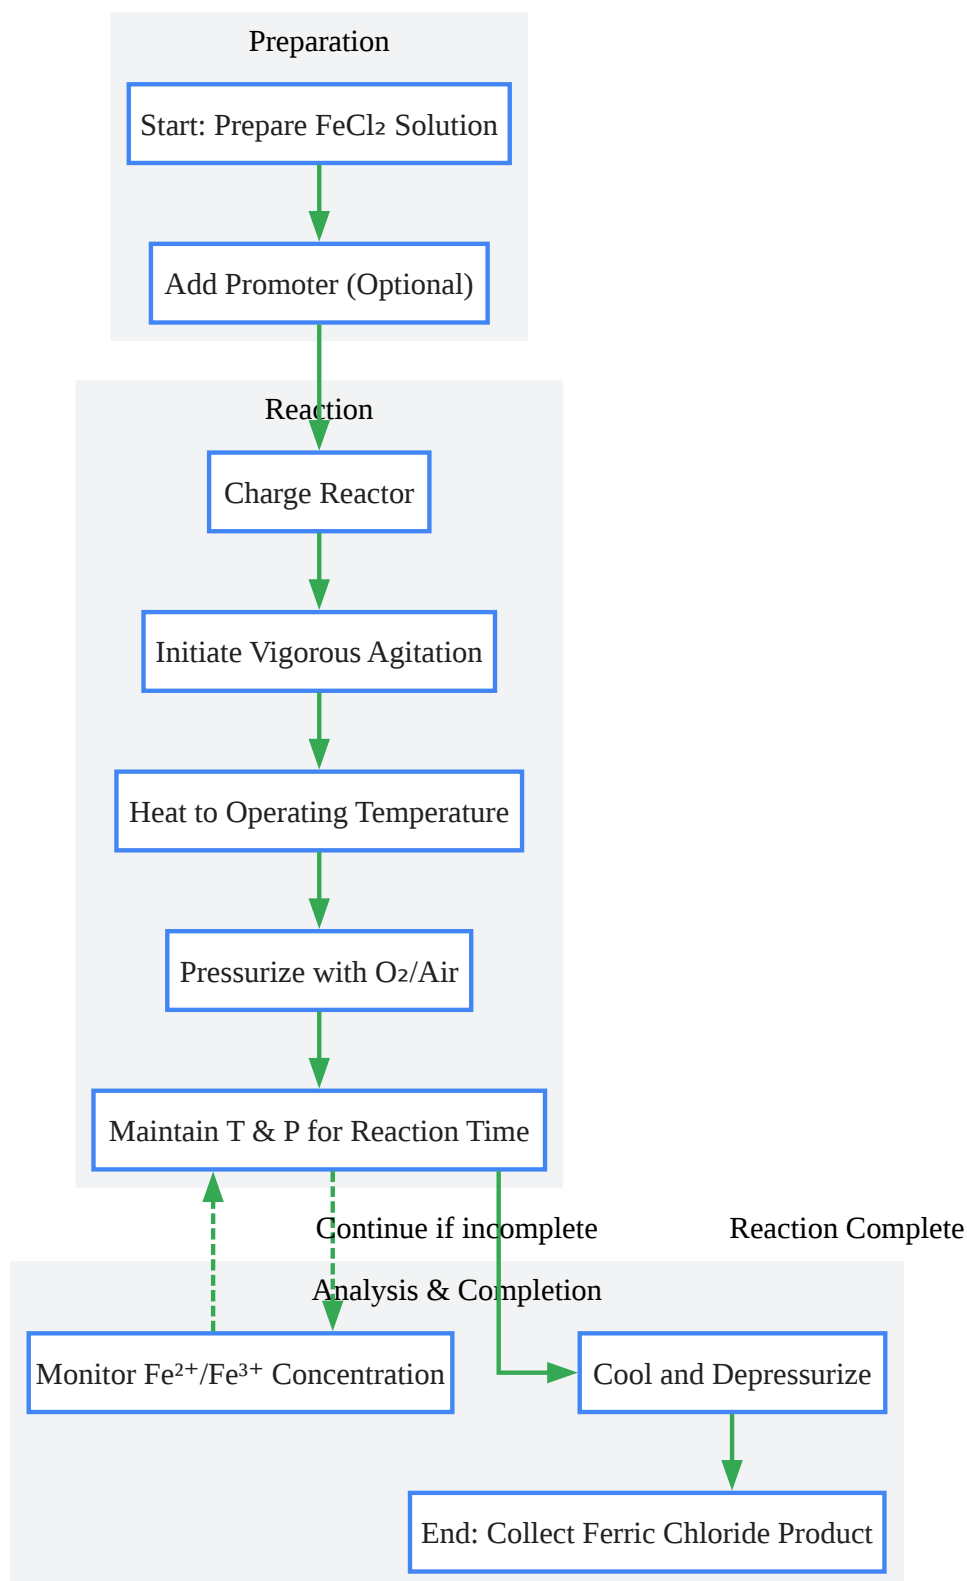 Preparation
Start: Prepare FeCl₂ Solution
Add Promoter (Optional)
Reaction
Charge Reactor
Initiate Vigorous Agitation
Heat to Operating Temperature
Pressurize with O₂/Air
Maintain T & P for Reaction Time
Continue if incomplete
Reaction Complete
Analysis & Completion
Monitor Fe²⁺/Fe³⁺ Concentration
Cool and Depressurize
End: Collect Ferric Chloride Product